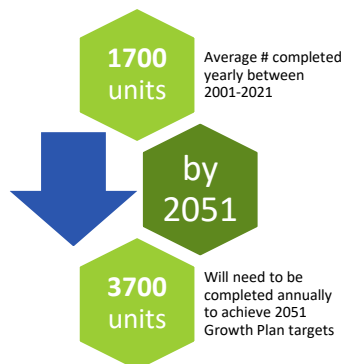 1700
units
Average # completed
yearly between
2001-2021
by
2051
3700
units
Will need to be
completed annually
to achieve 2051
Growth Plan targets